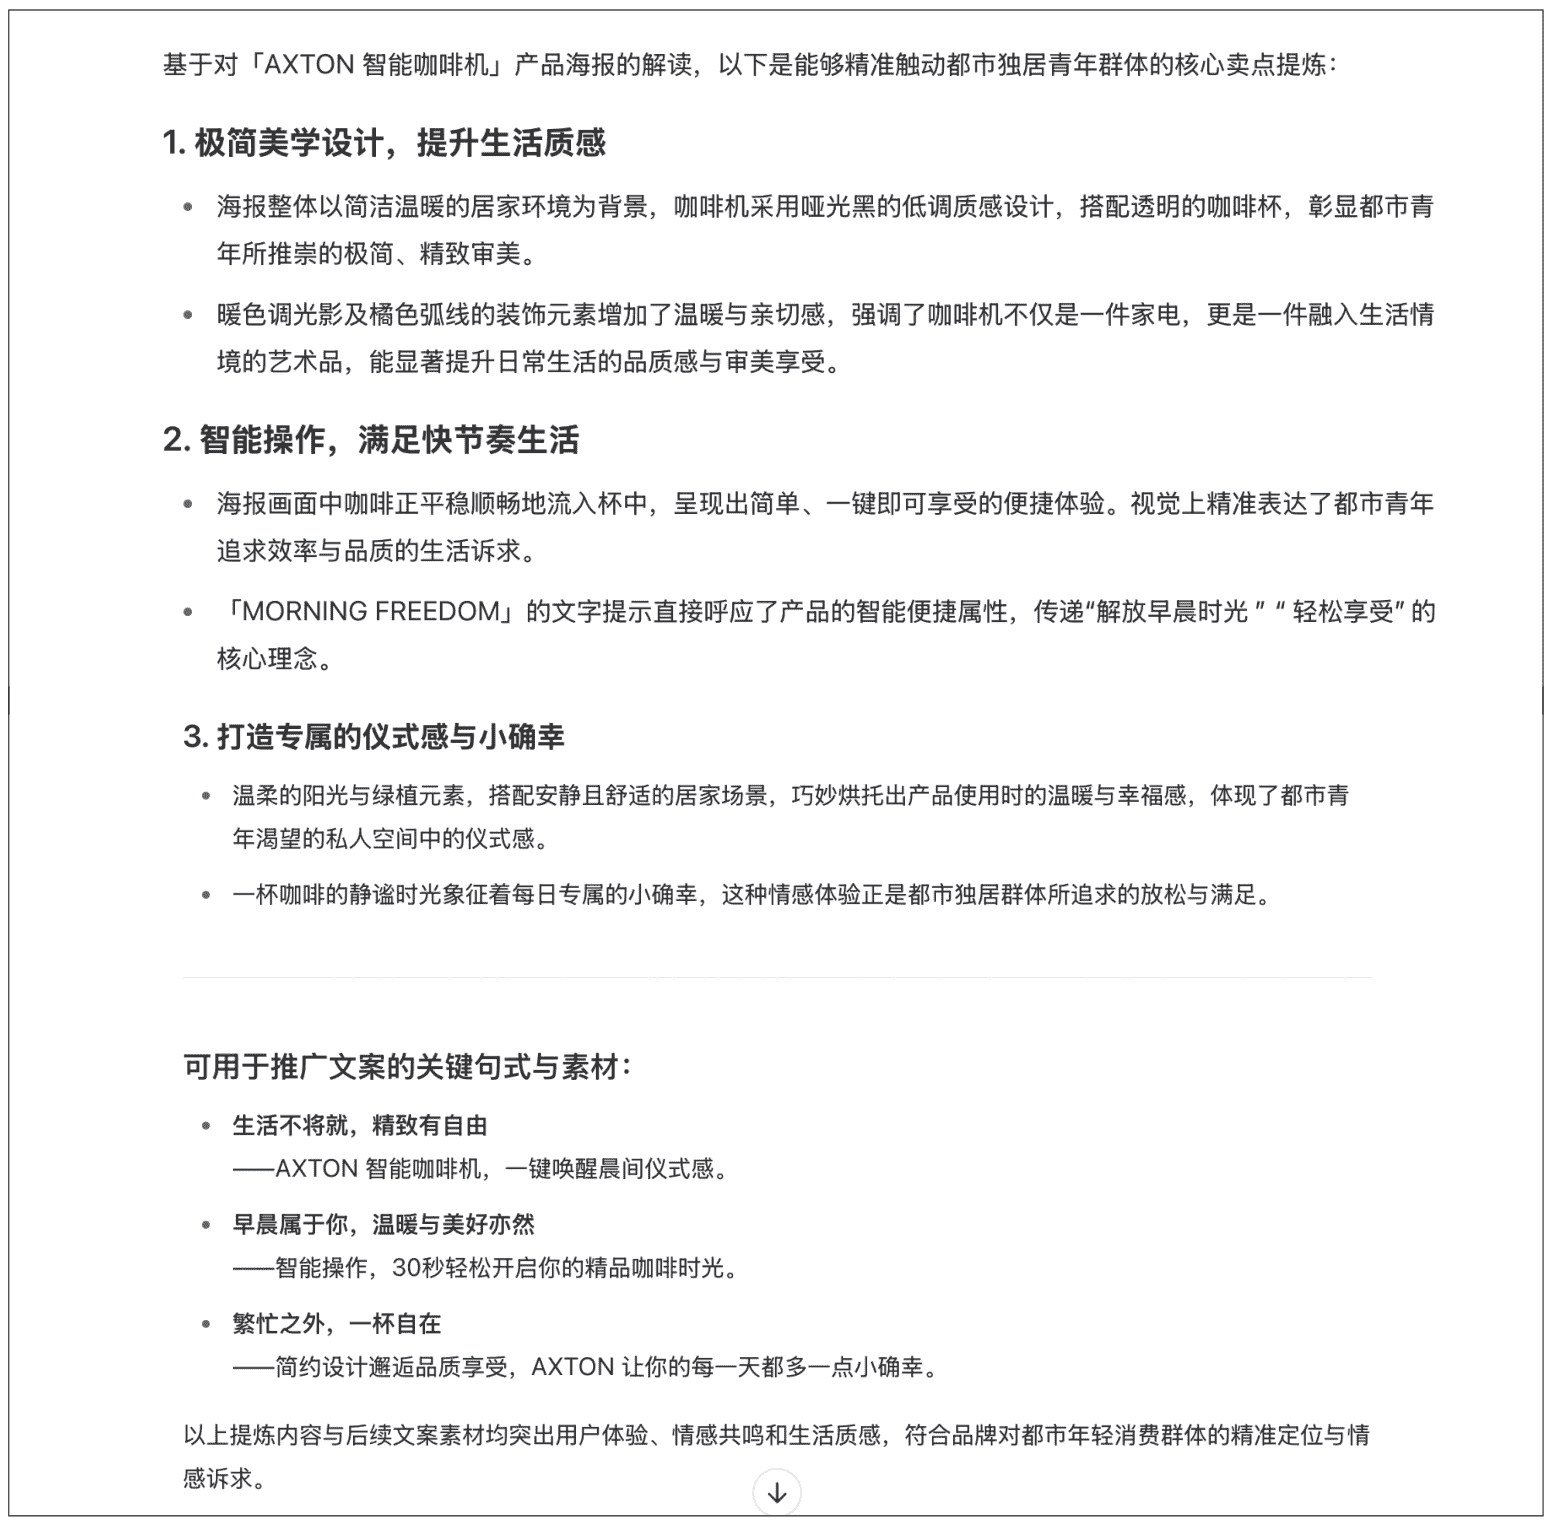 基于对「AXTON 智能咖啡机」产品海报的解读，以下是能够精准触动都市独居青年群体的核心卖点提炼：
1. 极简美学设计，提升生活质感
• 海报整体以简洁温暖的居家环境为背景，咖啡机采用哑光黑的低调质感设计，搭配透明的咖啡杯，彰显都市青
年所推崇的极简、精致审美。
• 暖色调光影及橘色弧线的装饰元素增加了温暖与亲切感，强调了咖啡机不仅是一件家电，更是一件融入生活情
境的艺术品，能显著提升日常生活的品质感与审美享受。
2. 智能操作，满足快节奏生活
• 海报画面中咖啡正平稳顺畅地流入杯中，呈现出简单、一键即可享受的便捷体验。视觉上精准表达了都市青年
追求效率与品质的生活诉求。
• 「MORNING FREEDOM」的文字提示直接呼应了产品的智能便捷属性，传递“解放早晨时光 ” “ 轻松享受” 的
核心理念。
3. 打造专属的仪式感与小确幸
• 温柔的阳光与绿植元素，搭配安静且舒适的居家场景，巧妙烘托出产品使用时的温暖与幸福感，体现了都市青
年渴望的私人空间中的仪式感。
• 一杯咖啡的静谧时光象征着每日专属的小确幸，这种情感体验正是都市独居群体所追求的放松与满足。
可用于推广文案的关键句式与素材：
• 生活不将就，精致有自由
——AXTON 智能咖啡机，一键唤醒晨间仪式感。
• 早晨属于你，温暖与美好亦然
——智能操作，30秒轻松开启你的精品咖啡时光。
• 繁忙之外，一杯自在
——简约设计邂逅品质享受，AXTON 让你的每一天都多一点小确幸。
以上提炼内容与后续文案素材均突出用户体验、情感共鸣和生活质感，符合品牌对都市年轻消费群体的精准定位与情
感诉求。